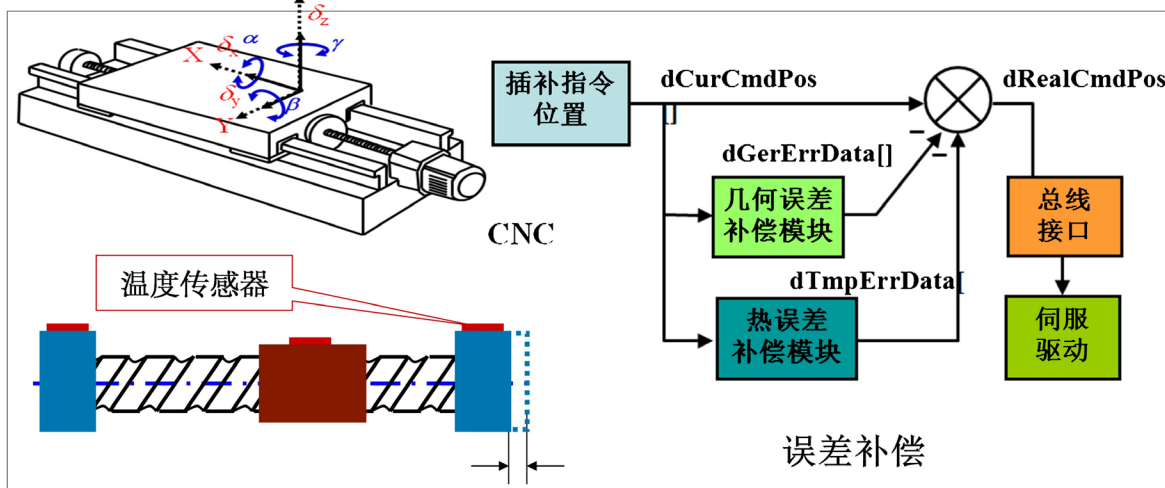 δz
α
δx
γ
X
δy
β
Y
CNC
温度传感器
插补指令
位置
dCurCmdPos
[]
dRealCmdPos
dGerErrData[]
几何误差
补偿模块
dTmpErrData[
热误差
补偿模块
总线
接口
伺服
驱动
误差补偿